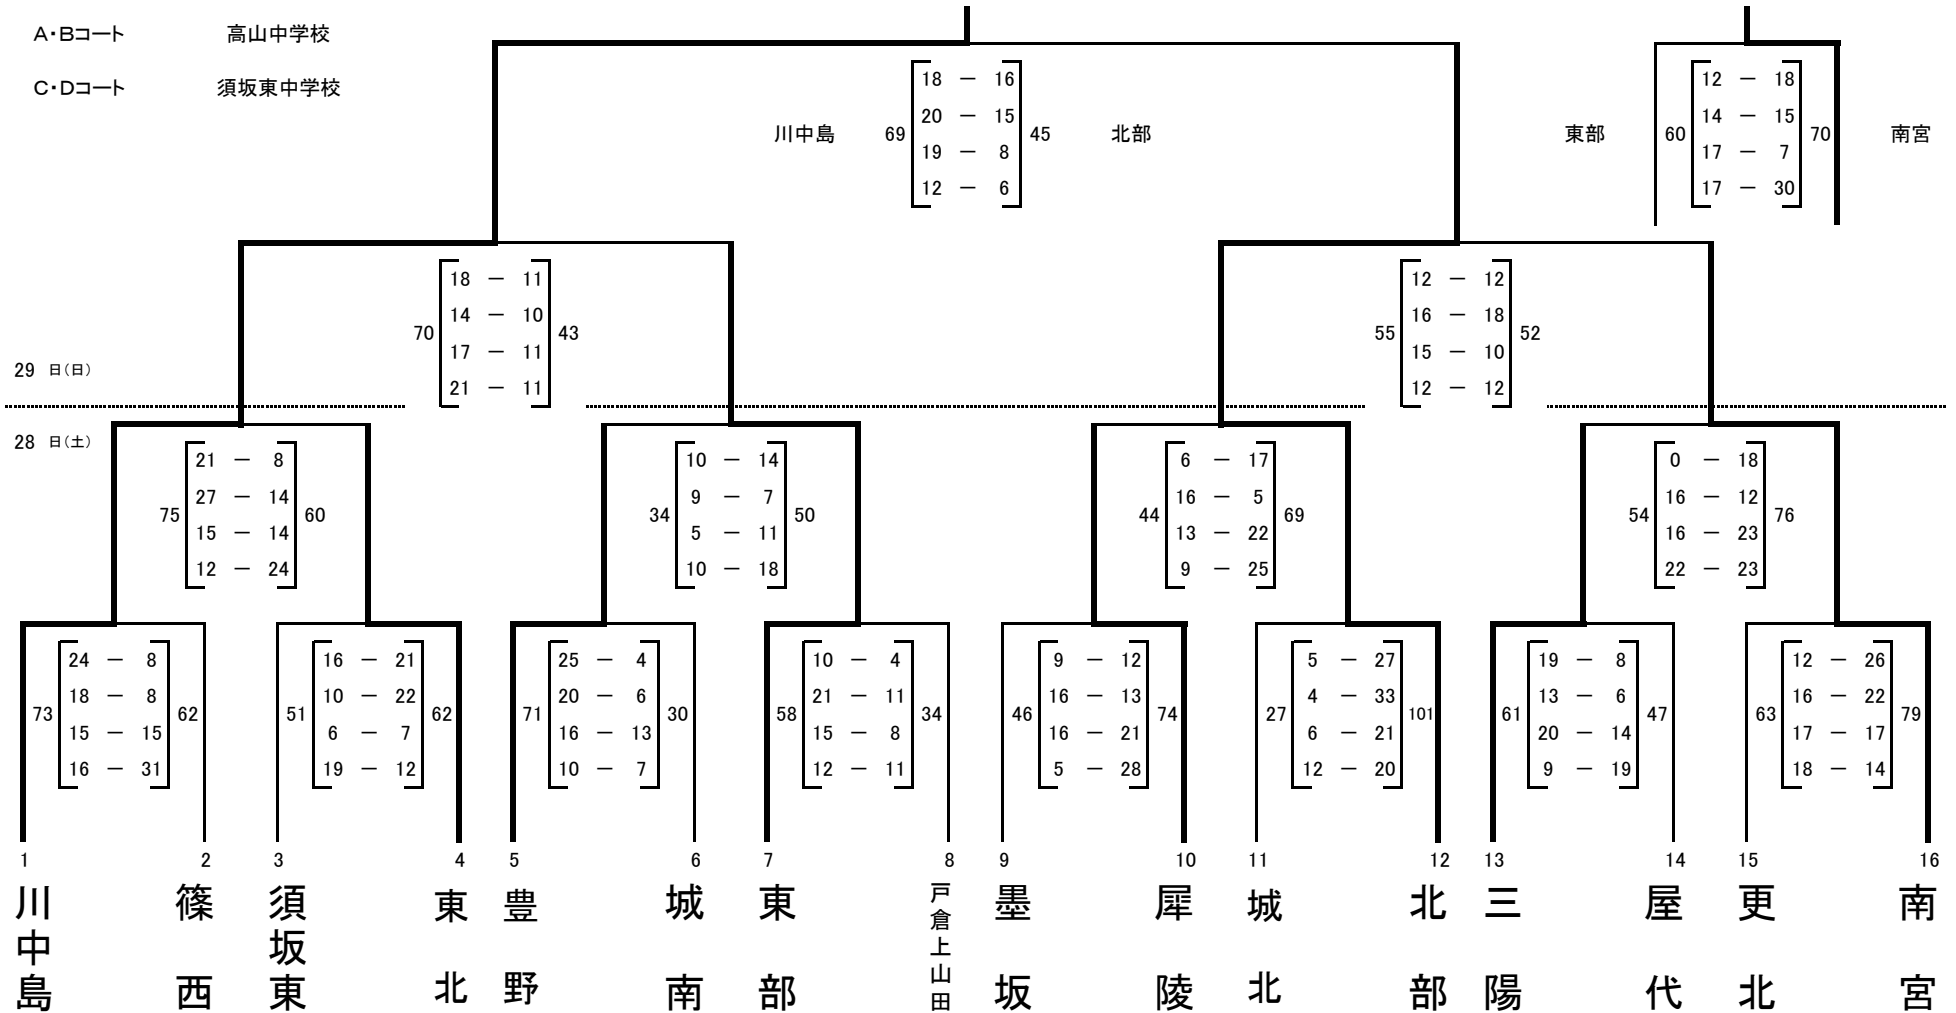 A・Bコート 高山中学校
C・Dコート 須坂東中学校
18 － 16
20 － 15
川中島 69 45 北部
19 － 8
12 － 6
12 － 18
14 － 15
東部 60 70 南宮
17 － 7
17 － 30
18 － 11
14 － 10
70 43
17 － 11
21 － 11
12 － 12
16 － 18
55 52
15 － 10
12 － 12
29 日(日)
28 日(土)
21 － 8
27 － 14
75 60
15 － 14
12 － 24
10 － 14
9 － 7
34 50
5 － 11
10 － 18
6 － 17
16 － 5
44 69
13 － 22
9 － 25
0 － 18
16 － 12
54 76
16 － 23
22 － 23
24 － 8
18 － 8
73 62
15 － 15
16 － 31
16 － 21
10 － 22
51 62
6 － 7
19 － 12
25 － 4
20 － 6
71 30
16 － 13
10 － 7
10 － 4
21 － 11
58 34
15 － 8
12 － 11
9 － 12
16 － 13
46 74
16 － 21
5 － 28
5 － 27
4 － 33
27 101
6 － 21
12 － 20
19 － 8
13 － 6
61 47
20 － 14
9 － 19
12 － 26
16 － 22
63 79
17 － 17
18 － 14
1 2 3 4 5 6 7 8 9 10 11 12 13 14 15 16
川中島
篠西
須坂東
東北
豊野
城南
東部
戸倉上山田
墨坂
犀陵
城北
北部
三陽
屋代
更北
南宮